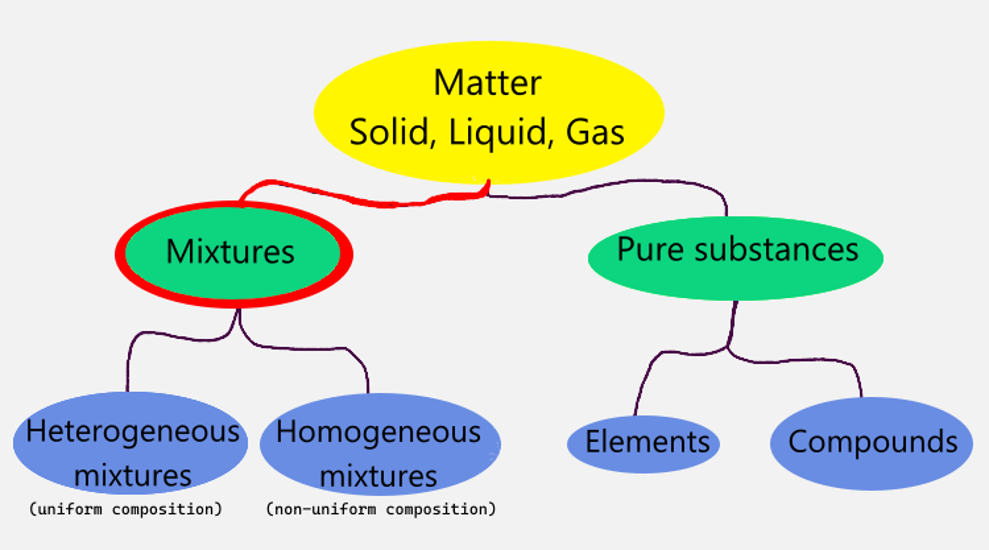 Matter
Solid, Liquid, Gas
Mixtures
Pure substances
Heterogeneous
mixtures
(uniform composition)
Homogeneous
mixtures
(non-uniform composition)
Elements
Compounds